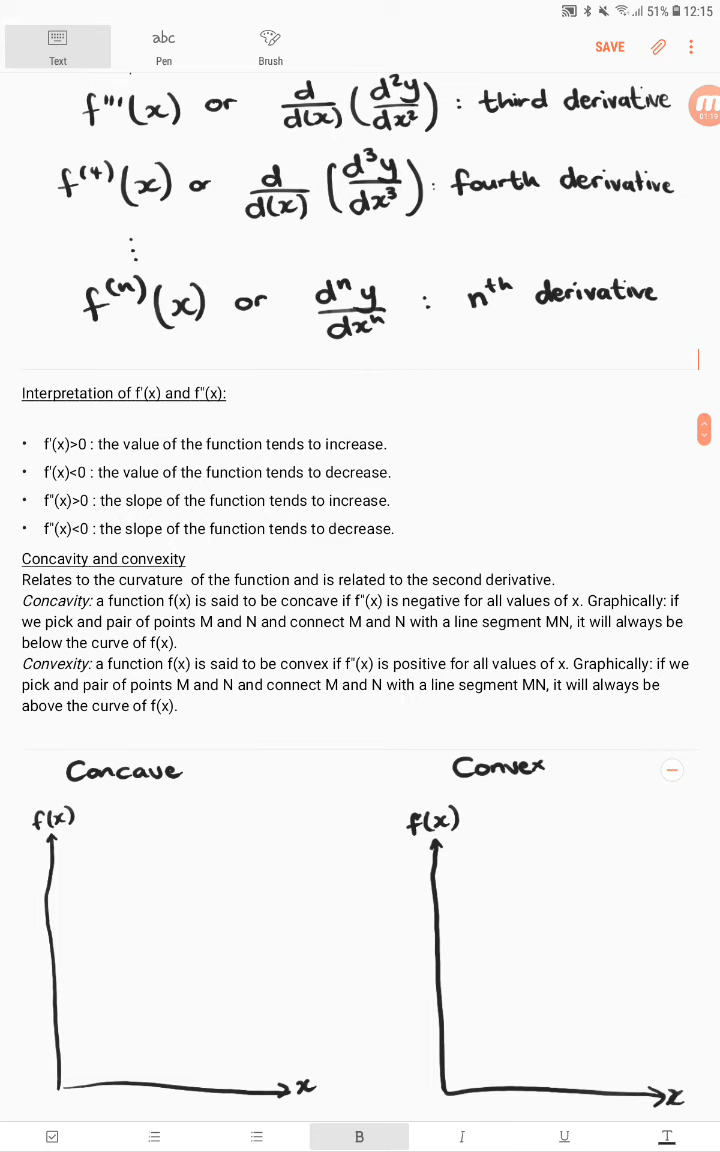 51% 12:15
abc
Text Pen Brush
SAVE
01:19
f'''(x) or d/d(x) (d²y/dx²) : third derivative
f⁽⁴⁾(x) or d/d(x) (d³y/dx³) : fourth derivative
⋮
f⁽ⁿ⁾(x) or dⁿy/dxⁿ : nᵗʰ derivative
Interpretation of f'(x) and f"(x):
• f'(x)>0 : the value of the function tends to increase.
• f'(x)<0 : the value of the function tends to decrease.
• f"(x)>0 : the slope of the function tends to increase.
• f"(x)<0 : the slope of the function tends to decrease.
Concavity and convexity
Relates to the curvature of the function and is related to the second derivative.
Concavity: a function f(x) is said to be concave if f"(x) is negative for all values of x. Graphically: if
we pick and pair of points M and N and connect M and N with a line segment MN, it will always be
below the curve of f(x).
Convexity: a function f(x) is said to be convex if f"(x) is positive for all values of x. Graphically: if we
pick and pair of points M and N and connect M and N with a line segment MN, it will always be
above the curve of f(x).
Concave Convex
f(x) f(x)
x x
B I U T